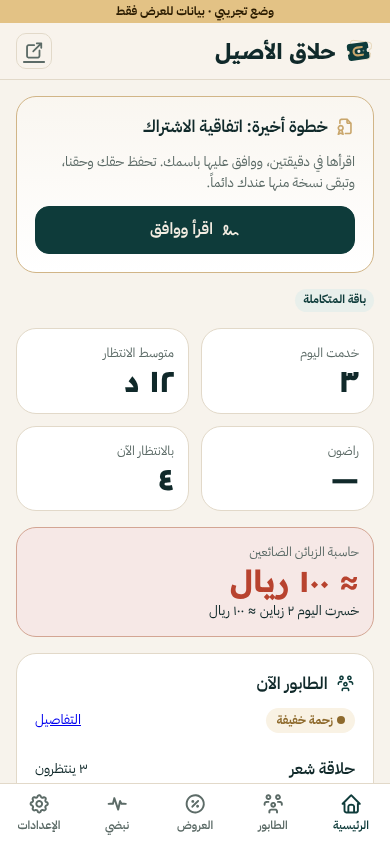 وضع تجريبي · بيانات للعرض فقط
حلاق الأصيل
خطوة أخيرة: اتفاقية الاشتراك
اقرأها في دقيقتين، ووافق عليها باسمك. تحفظ حقك وحقنا،
وتبقى نسخة منها عندك دائماً.
اقرأ ووافق
باقة المتكاملة
خدمت اليوم
٣
متوسط الانتظار
١٢ د
راضون
—
بالانتظار الآن
٤
حاسبة الزبائن الضائعين
≈ ١٠٠ ريال
خسرت اليوم ٢ زباين ≈ ١٠٠ ريال
الطابور الآن
زحمة خفيفة
التفاصيل
حلاقة شعر
٣ ينتظرون
الرئيسية
الطابور
العروض
نبضي
الإعدادات